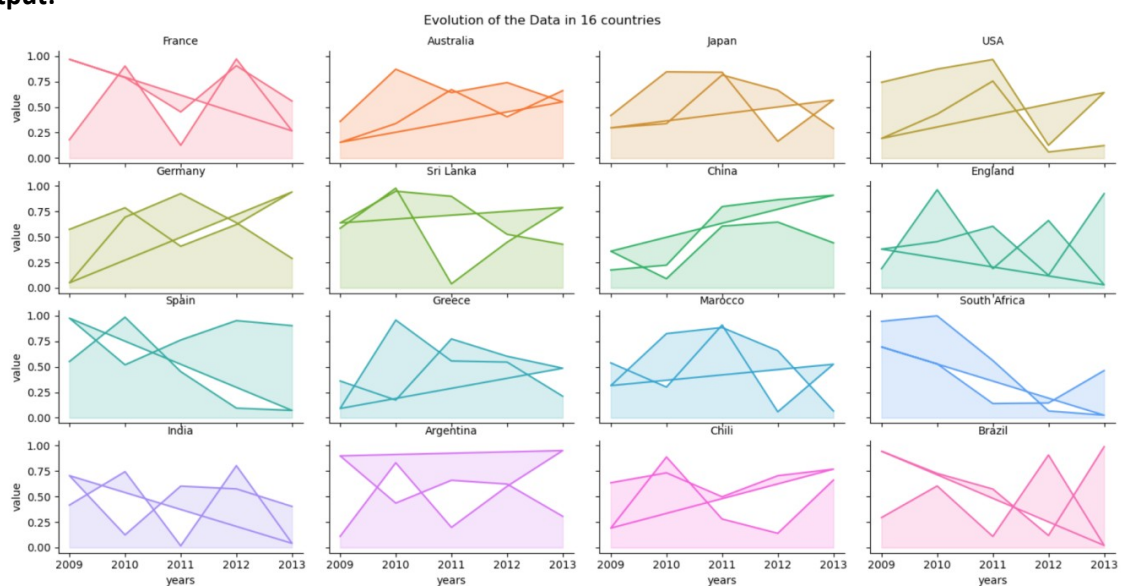 tput:
Evolution of the Data in 16 countries
France Australia Japan USA
value
1.00
0.75
0.50
0.25
0.00
Germany Sri Lanka China England
value
1.00
0.75
0.50
0.25
0.00
Spain Greece Marocco South Africa
value
1.00
0.75
0.50
0.25
0.00
India Argentina Chili Brazil
value
1.00
0.75
0.50
0.25
0.00
2009 2010 2011 2012 2013 2009 2010 2011 2012 2013 2009 2010 2011 2012 2013 2009 2010 2011 2012 2013
years years years years